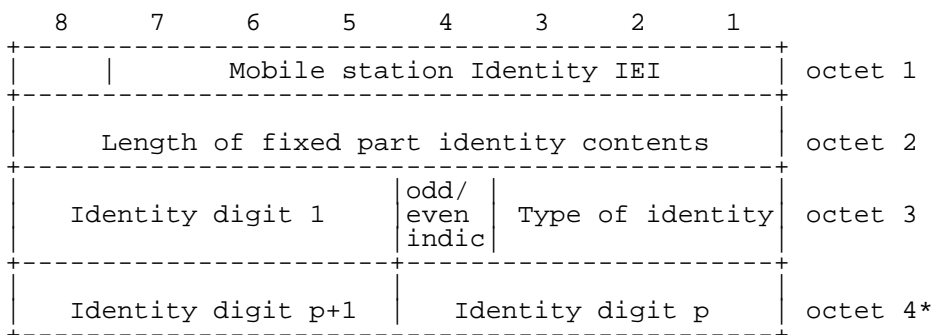 8 7 6 5 4 3 2 1
Mobile station Identity IEI octet 1
Length of fixed part identity contents octet 2
odd/
Identity digit 1 even Type of identity octet 3
indic
Identity digit p+1 Identity digit p octet 4*